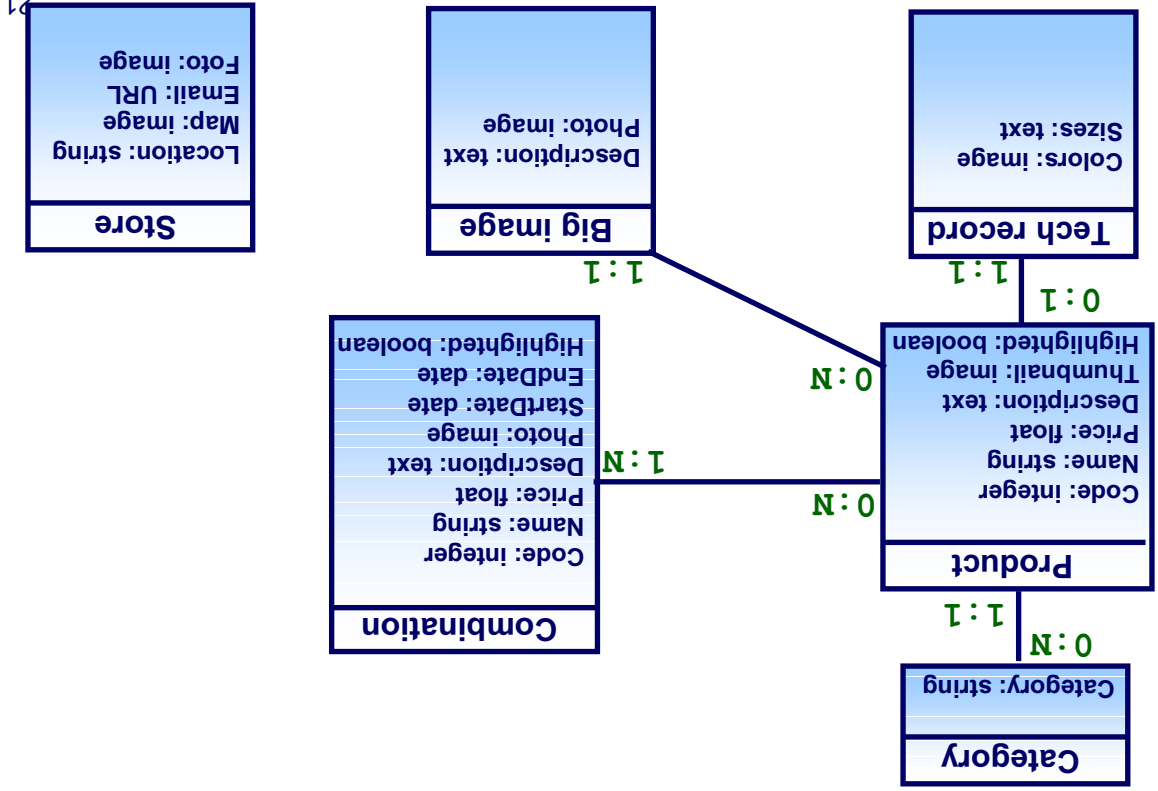 Category
Category: string
0:N
1:1
Product
Code: integer
Name: string
Price: float
Description: text
Thumbnail: image
Highlighted: boolean
0:N
1:N
Combination
Code: integer
Name: string
Price: float
Description: text
Photo: image
StartDate: date
EndDate: date
Highlighted: boolean
0:N
0:1
1:1
1:1
Tech record
Colors: image
Sizes: text
Big image
Description: text
Photo: image
Store
Location: string
Map: image
Email: URL
Foto: image
21